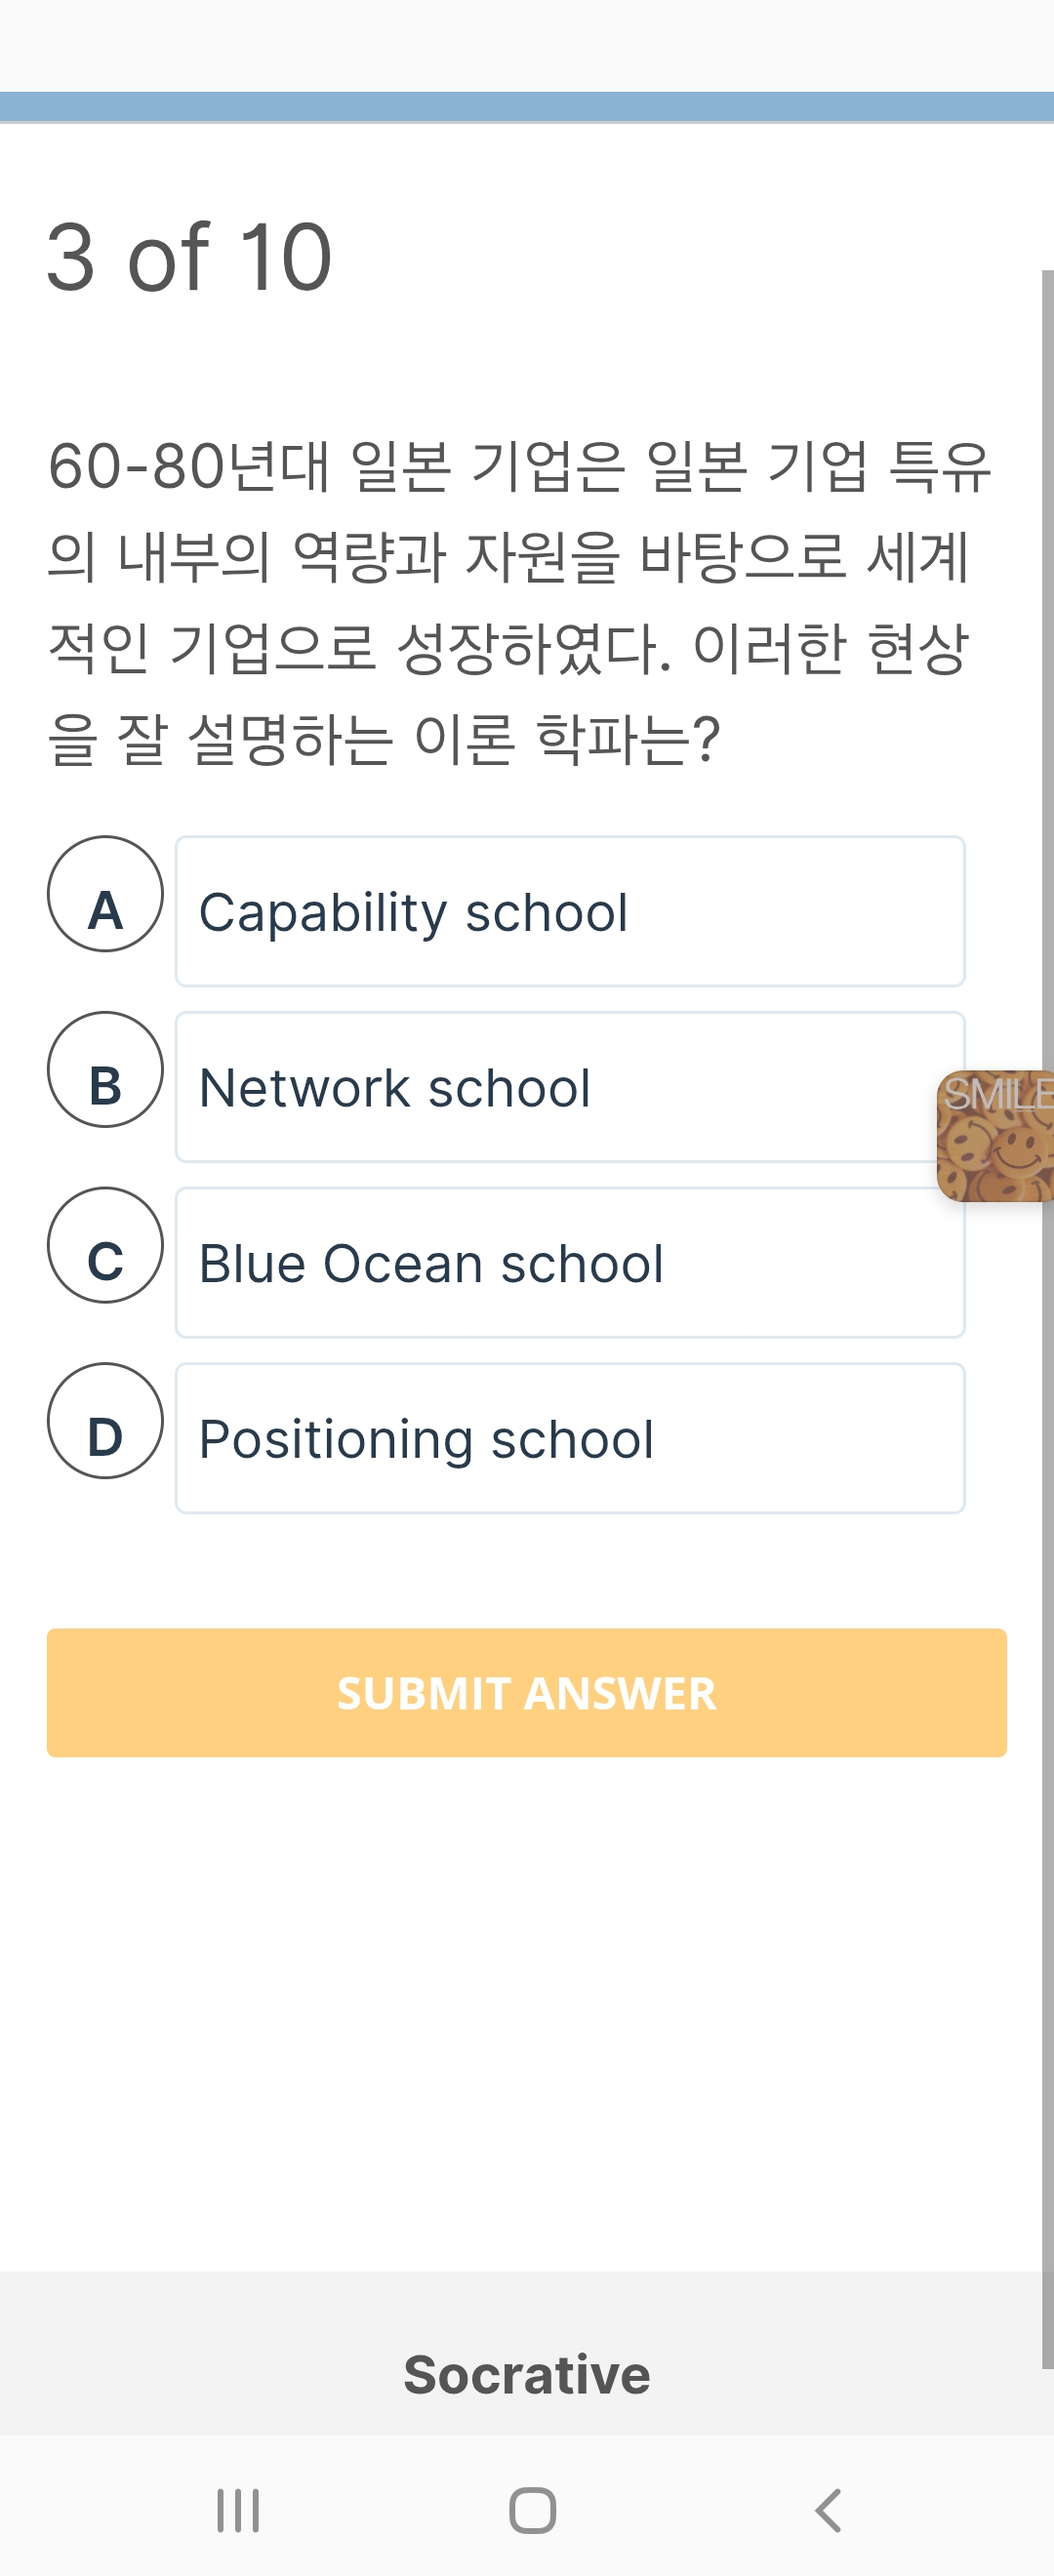 3 of 10
60-80년대 일본 기업은 일본 기업 특유
의 내부의 역량과 자원을 바탕으로 세계
적인 기업으로 성장하였다. 이러한 현상
을 잘 설명하는 이론 학파는?
A Capability school
B Network school
SMILE
C Blue Ocean school
D Positioning school
SUBMIT ANSWER
Socrative